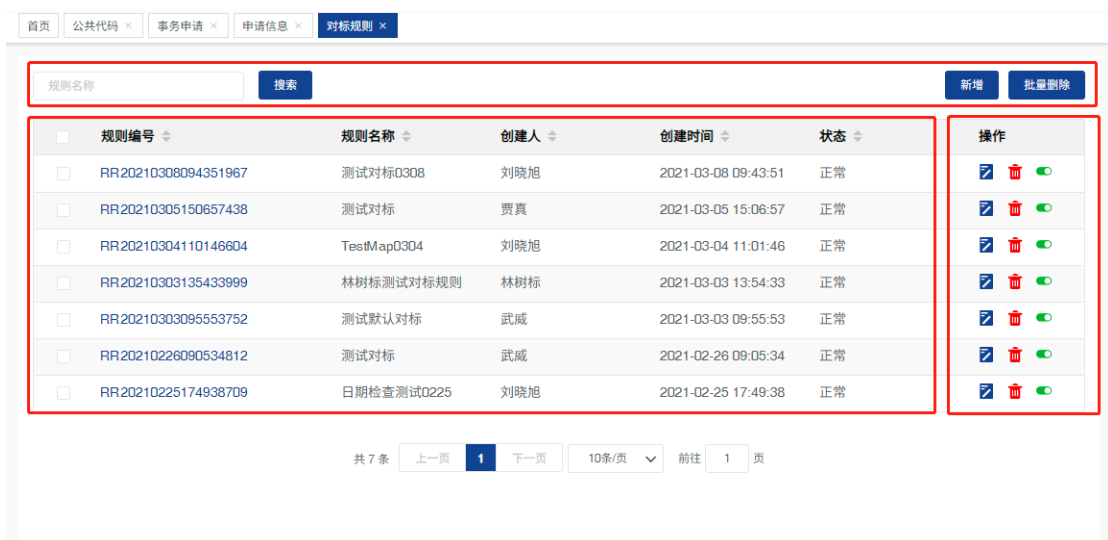 首页 公共代码 × 事务申请 × 申请信息 × 对标规则 ×
规则名称 搜索 新增 批量删除
规则编号 规则名称 创建人 创建时间 状态 操作
RR20210308094351967 测试对标0308 刘晓旭 2021-03-08 09:43:51 正常
RR20210305150657438 测试对标 贾真 2021-03-05 15:06:57 正常
RR20210304110146604 TestMap0304 刘晓旭 2021-03-04 11:01:46 正常
RR20210303135433999 林树标测试对标规则 林树标 2021-03-03 13:54:33 正常
RR20210303095553752 测试默认对标 武威 2021-03-03 09:55:53 正常
RR20210226090534812 测试对标 武威 2021-02-26 09:05:34 正常
RR20210225174938709 日期检查测试0225 刘晓旭 2021-02-25 17:49:38 正常
共 7 条 上一页 1 下一页 10条/页 前往 1 页